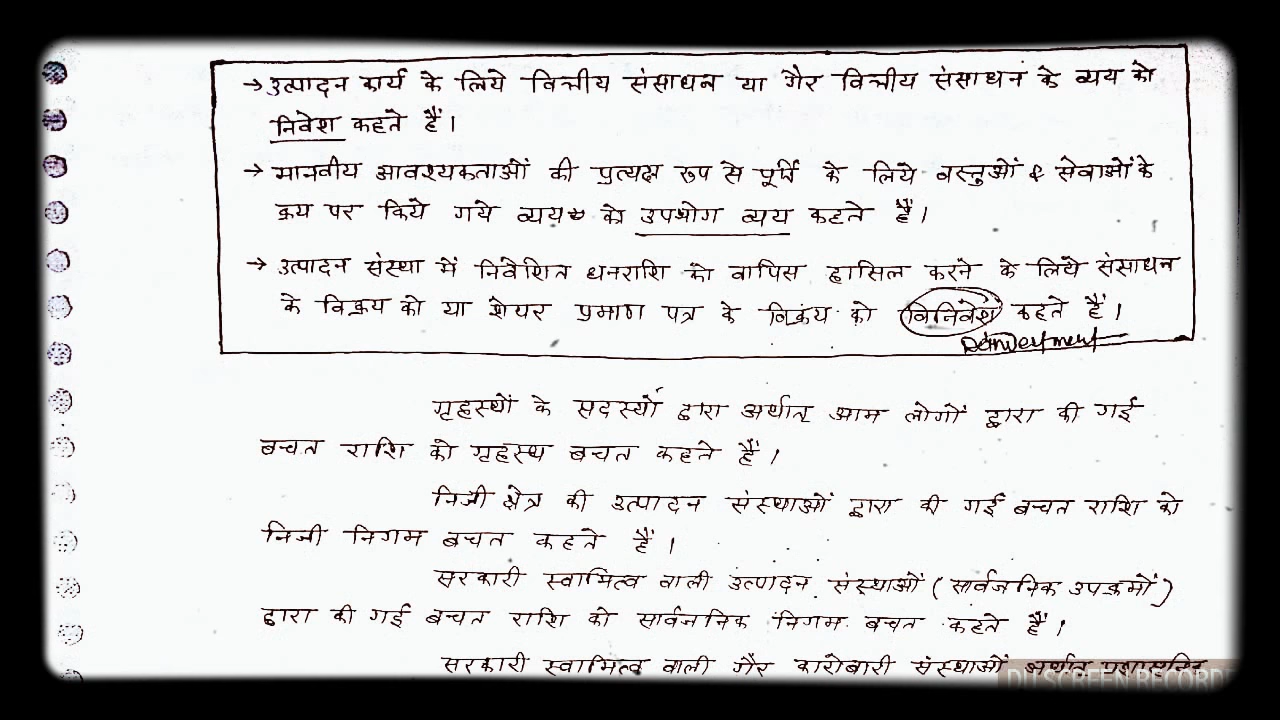 → उत्पादन कार्य के लिये वित्तीय संसाधन या गैर वित्तीय संसाधन के व्यय को
निवेश कहते हैं।
→ मानवीय आवश्यकताओं की प्रत्यक्ष रूप से पूर्ति के लिये वस्तुओं & सेवाओं के
क्रय पर किये गये व्यय को उपभोग व्यय कहते हैं।
→ उत्पादन संस्था में निवेशित धनराशि को वापिस हासिल करने के लिये संसाधन
के विक्रय को या शेयर प्रमाण पत्र के विक्रय को विनिवेश कहते हैं।
गृहस्थों के सदस्यों द्वारा अर्थात् आम लोगों द्वारा की गई
बचत राशि को गृहस्थ बचत कहते हैं।
निजी क्षेत्र की उत्पादन संस्थाओं द्वारा की गई बचत राशि को
निजी निगम बचत कहते हैं।
सरकारी स्वामित्व वाली उत्पादन संस्थाओं (सार्वजनिक उपक्रमों)
द्वारा की गई बचत राशि को सार्वजनिक निगम बचत कहते हैं।
सरकारी स्वामित्व वाली गैर कारोबारी संस्थाओं अर्थात्
DU SCREEN RECORD